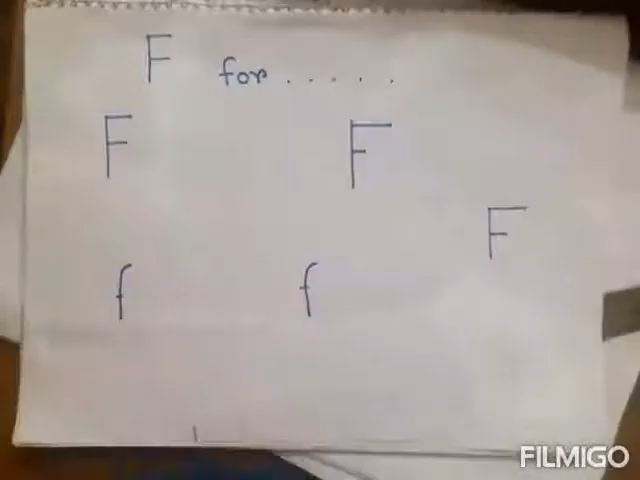 F for .....
F F
F
f f
FILMIGO